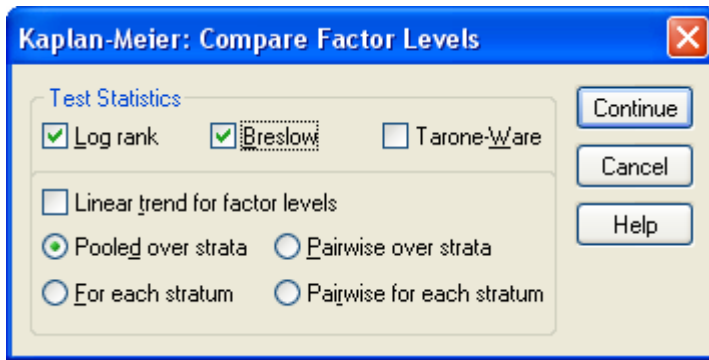 Kaplan-Meier: Compare Factor Levels
Test Statistics
Log rank Breslow Tarone-Ware
Continue
Cancel
Linear trend for factor levels
Help
Pooled over strata Pairwise over strata
For each stratum Pairwise for each stratum